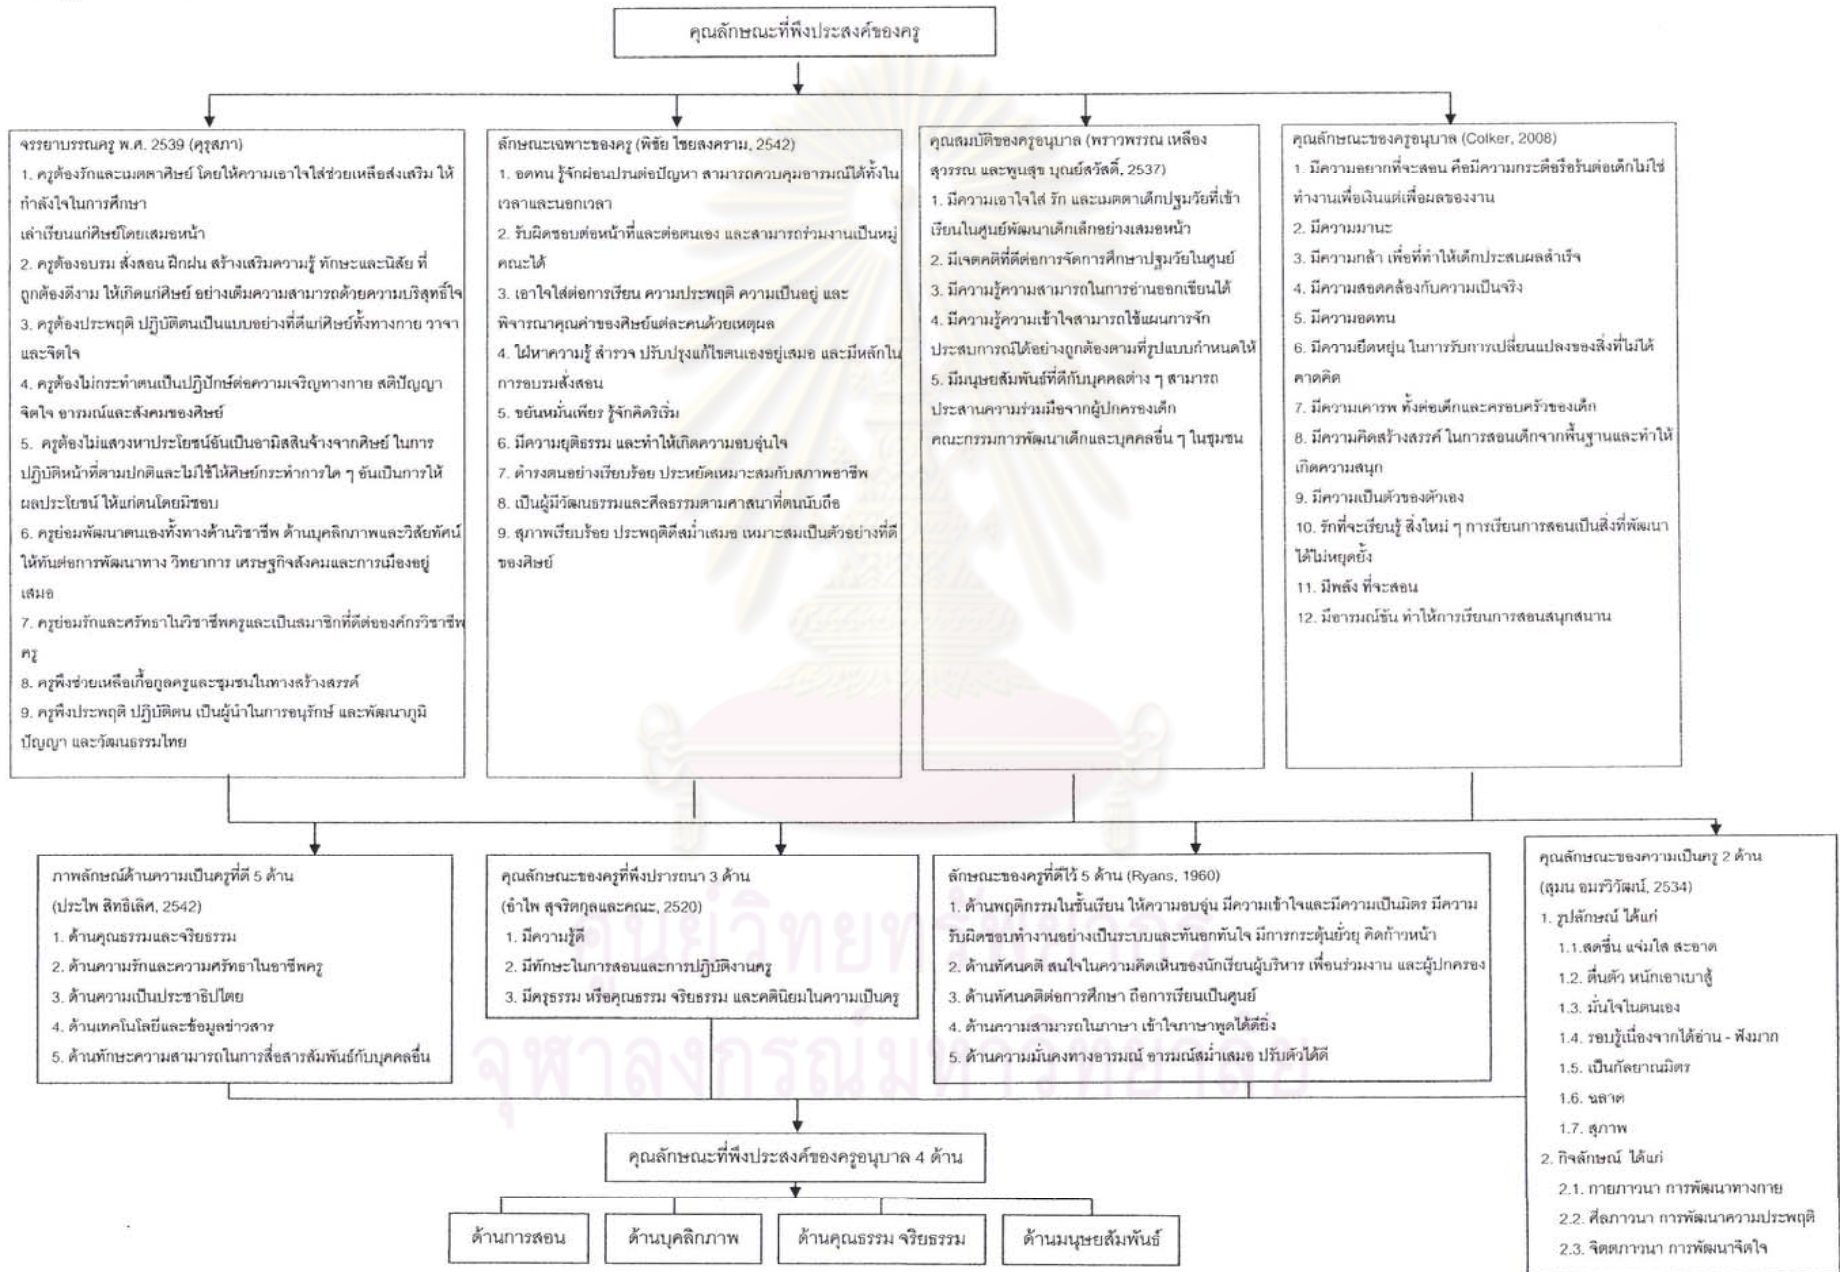 คุณลักษณะที่พึงประสงค์ของครู
จรรยาบรรณครู พ.ศ. 2539 (คุรุสภา)
1. ครูต้องรักและเมตตาศิษย์ โดยให้ความเอาใจใส่ช่วยเหลือส่งเสริม ให้
กำลังใจในการศึกษา
เล่าเรียนแก่ศิษย์โดยเสมอหน้า
2. ครูต้องอบรม สั่งสอน ฝึกฝน สร้างเสริมความรู้ ทักษะและนิสัย ที่
ถูกต้องดีงาม ให้เกิดแก่ศิษย์ อย่างเต็มความสามารถด้วยความบริสุทธิ์ใจ
3. ครูต้องประพฤติ ปฏิบัติตนเป็นแบบอย่างที่ดีแก่ศิษย์ทั้งทางกาย วาจา
และจิตใจ
4. ครูต้องไม่กระทำตนเป็นปฏิปักษ์ต่อความเจริญทางกาย สติปัญญา
จิตใจ อารมณ์และสังคมของศิษย์
5. ครูต้องไม่แสวงหาประโยชน์อันเป็นอามิสสินจ้างจากศิษย์ ในการ
ปฏิบัติหน้าที่ตามปกติและไม่ใช้ให้ศิษย์กระทำการใด ๆ อันเป็นการให้
ผลประโยชน์ ให้แก่ตนโดยมิชอบ
6. ครูย่อมพัฒนาตนเองทั้งทางด้านวิชาชีพ ด้านบุคลิกภาพและวิสัยทัศน์
ให้ทันต่อการพัฒนาทาง วิทยาการ เศรษฐกิจสังคมและการเมืองอยู่
เสมอ
7. ครูย่อมรักและศรัทธาในวิชาชีพครูและเป็นสมาชิกที่ดีต่อองค์กรวิชาชีพ
ครู
8. ครูพึงช่วยเหลือเกื้อกูลครูและชุมชนในทางสร้างสรรค์
9. ครูพึงประพฤติ ปฏิบัติตน เป็นผู้นำในการอนุรักษ์ และพัฒนาภูมิ
ปัญญา และวัฒนธรรมไทย
ลักษณะเฉพาะของครู (พิชัย ไชยสงคราม, 2542)
1. อดทน รู้จักผ่อนปรนต่อปัญหา สามารถควบคุมอารมณ์ได้ทั้งใน
เวลาและนอกเวลา
2. รับผิดชอบต่อหน้าที่และต่อตนเอง และสามารถร่วมงานเป็นหมู่
คณะได้
3. เอาใจใส่ต่อการเรียน ความประพฤติ ความเป็นอยู่ และ
พิจารณาคุณค่าของศิษย์แต่ละคนด้วยเหตุผล
4. ใฝ่หาความรู้ สำรวจ ปรับปรุงแก้ไขตนเองอยู่เสมอ และมีหลักใน
การอบรมสั่งสอน
5. ขยันหมั่นเพียร รู้จักคิดริเริ่ม
6. มีความยุติธรรม และทำให้เกิดความอบอุ่นใจ
7. ดำรงตนอย่างเรียบร้อย ประหยัดเหมาะสมกับสภาพอาชีพ
8. เป็นผู้มีวัฒนธรรมและศีลธรรมตามศาสนาที่ตนนับถือ
9. สุภาพเรียบร้อย ประพฤติดีสม่ำเสมอ เหมาะสมเป็นตัวอย่างที่ดี
ของศิษย์
คุณสมบัติของครูอนุบาล (พราวพรรณ เหลือง
สุวรรณ และพูนสุข บุณย์สวัสดิ์, 2537)
1. มีความเอาใจใส่ รัก และเมตตาเด็กปฐมวัยที่เข้า
เรียนในศูนย์พัฒนาเด็กเล็กอย่างเสมอหน้า
2. มีเจตคติที่ดีต่อการจัดการศึกษาปฐมวัยในศูนย์
3. มีความรู้ความสามารถในการอ่านออกเขียนได้
4. มีความรู้ความเข้าใจสามารถใช้แผนการจัก
ประสบการณ์ได้อย่างถูกต้องตามที่รูปแบบกำหนดให้
5. มีมนุษยสัมพันธ์ที่ดีกับบุคคลต่าง ๆ สามารถ
ประสานความร่วมมือจากผู้ปกครองเด็ก
คณะกรรมการพัฒนาเด็กและบุคคลอื่น ๆ ในชุมชน
คุณลักษณะของครูอนุบาล (Colker, 2008)
1. มีความอยากที่จะสอน คือมีความกระตือรือร้นต่อเด็กไม่ใช่
ทำงานเพื่อเงินแต่เพื่อผลของงาน
2. มีความมานะ
3. มีความกล้า เพื่อที่ทำให้เด็กประสบผลสำเร็จ
4. มีความสอดคล้องกับความเป็นจริง
5. มีความอดทน
6. มีความยืดหยุ่น ในการรับการเปลี่ยนแปลงของสิ่งที่ไม่ได้
คาดคิด
7. มีความเคารพ ทั้งต่อเด็กและครอบครัวของเด็ก
8. มีความคิดสร้างสรรค์ ในการสอนเด็กจากพื้นฐานและทำให้
เกิดความสนุก
9. มีความเป็นตัวของตัวเอง
10. รักที่จะเรียนรู้ สิ่งใหม่ ๆ การเรียนการสอนเป็นสิ่งที่พัฒนา
ได้ไม่หยุดยั้ง
11. มีพลัง ที่จะสอน
12. มีอารมณ์ขัน ทำให้การเรียนการสอนสนุกสนาน
ภาพลักษณ์ด้านความเป็นครูที่ดี 5 ด้าน
(ประไพ สิทธิเลิศ, 2542)
1. ด้านคุณธรรมและจริยธรรม
2. ด้านความรักและความศรัทธาในอาชีพครู
3. ด้านความเป็นประชาธิปไตย
4. ด้านเทคโนโลยีและข้อมูลข่าวสาร
5. ด้านทักษะความสามารถในการสื่อสารสัมพันธ์กับบุคคลอื่น
คุณลักษณะของครูที่พึงปรารถนา 3 ด้าน
(อำไพ สุจริตกุลและคณะ, 2520)
1. มีความรู้ดี
2. มีทักษะในการสอนและการปฏิบัติงานครู
3. มีครุธรรม หรือคุณธรรม จริยธรรม และคตินิยมในความเป็นครู
ลักษณะของครูที่ดีไว้ 5 ด้าน (Ryans, 1960)
1. ด้านพฤติกรรมในชั้นเรียน ให้ความอบอุ่น มีความเข้าใจและมีความเป็นมิตร มีความ
รับผิดชอบทำงานอย่างเป็นระบบและทันอกทันใจ มีการกระตุ้นยั่วยุ คิดก้าวหน้า
2. ด้านทัศนคติ สนใจในความคิดเห็นของนักเรียนผู้บริหาร เพื่อนร่วมงาน และผู้ปกครอง
3. ด้านทัศนคติต่อการศึกษา ถือการเรียนเป็นศูนย์
4. ด้านความสามารถในภาษา เข้าใจภาษาพูดได้ดียิ่ง
5. ด้านความมั่นคงทางอารมณ์ อารมณ์สม่ำเสมอ ปรับตัวได้ดี
คุณลักษณะของความเป็นครู 2 ด้าน
(สุมน อมรวิวัฒน์, 2534)
1. รูปลักษณ์ ได้แก่
1.1.สดชื่น แจ่มใส สะอาด
1.2. ตื่นตัว หนักเอาเบาสู้
1.3. มั่นใจในตนเอง
1.4. รอบรู้เนื่องจากได้อ่าน - ฟังมาก
1.5. เป็นกัลยาณมิตร
1.6. ฉลาด
1.7. สุภาพ
2. กิจลักษณ์ ได้แก่
2.1. กายภาวนา การพัฒนาทางกาย
2.2. ศีลภาวนา การพัฒนาความประพฤติ
2.3. จิตตภาวนา การพัฒนาจิตใจ
ศูนย์วิทยทรัพยากร
จุฬาลงกรณ์มหาวิทยาลัย
คุณลักษณะที่พึงประสงค์ของครูอนุบาล 4 ด้าน
ด้านการสอน
ด้านบุคลิกภาพ
ด้านคุณธรรม จริยธรรม
ด้านมนุษยสัมพันธ์